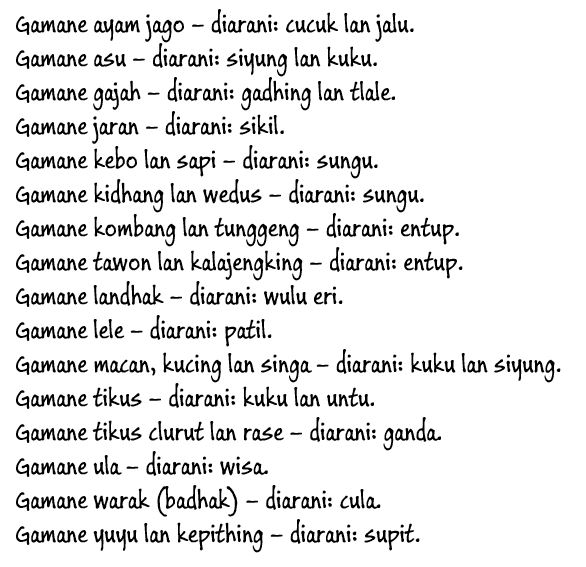 Gamane ayam jago – diarani: cucuk lan jalu.
Gamane asu – diarani: siyung lan kuku.
Gamane gajah – diarani: gadhing lan tlale.
Gamane jaran – diarani: sikil.
Gamane kebo lan sapi – diarani: sungu.
Gamane kidhang lan wedus – diarani: sungu.
Gamane kombang lan tunggeng – diarani: entup.
Gamane tawon lan kalajengking – diarani: entup.
Gamane landhak – diarani: wulu eri.
Gamane lele – diarani: patil.
Gamane macan, kucing lan singa – diarani: kuku lan siyung.
Gamane tikus – diarani: kuku lan untu.
Gamane tikus clurut lan rase – diarani: ganda.
Gamane ula – diarani: wisa.
Gamane warak (badhak) – diarani: cula.
Gamane yuyu lan kepithing – diarani: supit.